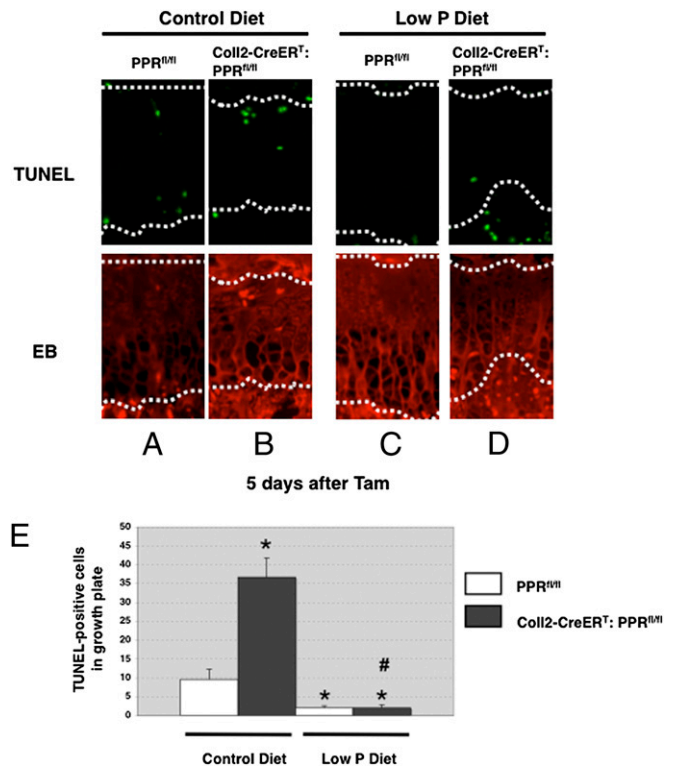 Control Diet
Low P Diet
PPRfl/fl
Coll2-CreERT:
PPRfl/fl
PPRfl/fl
Coll2-CreERT:
PPRfl/fl
TUNEL
EB
A
B
C
D
5 days after Tam
E
TUNEL-positive cells
in growth plate
50
45
40
35
30
25
20
15
10
5
0
*
*
#
*
PPRfl/fl
Coll2-CreERT: PPRfl/fl
Control Diet
Low P Diet